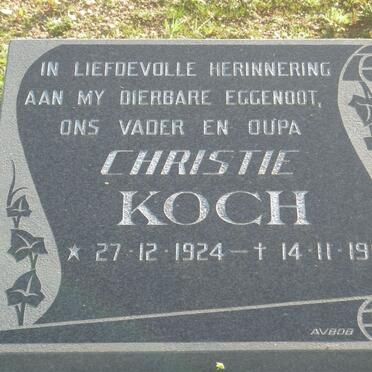 IN LIEFDEVOLLE HERINNERING
AAN MY DIERBARE EGGENOOT,
ONS VADER EN OUPA
CHRISTIE
KOCH
★ 27·12·1924 – † 14·11·19
AVBOB